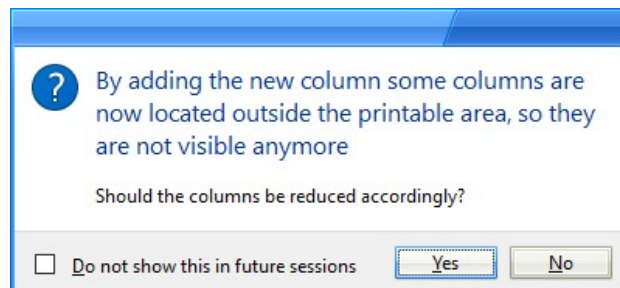 By adding the new column some columns are
now located outside the printable area, so they
are not visible anymore
Should the columns be reduced accordingly?
Do not show this in future sessions
Yes
No